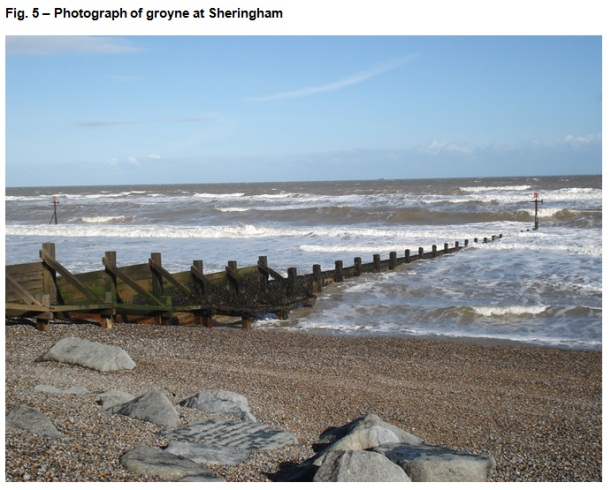 Fig. 5 – Photograph of groyne at Sheringham